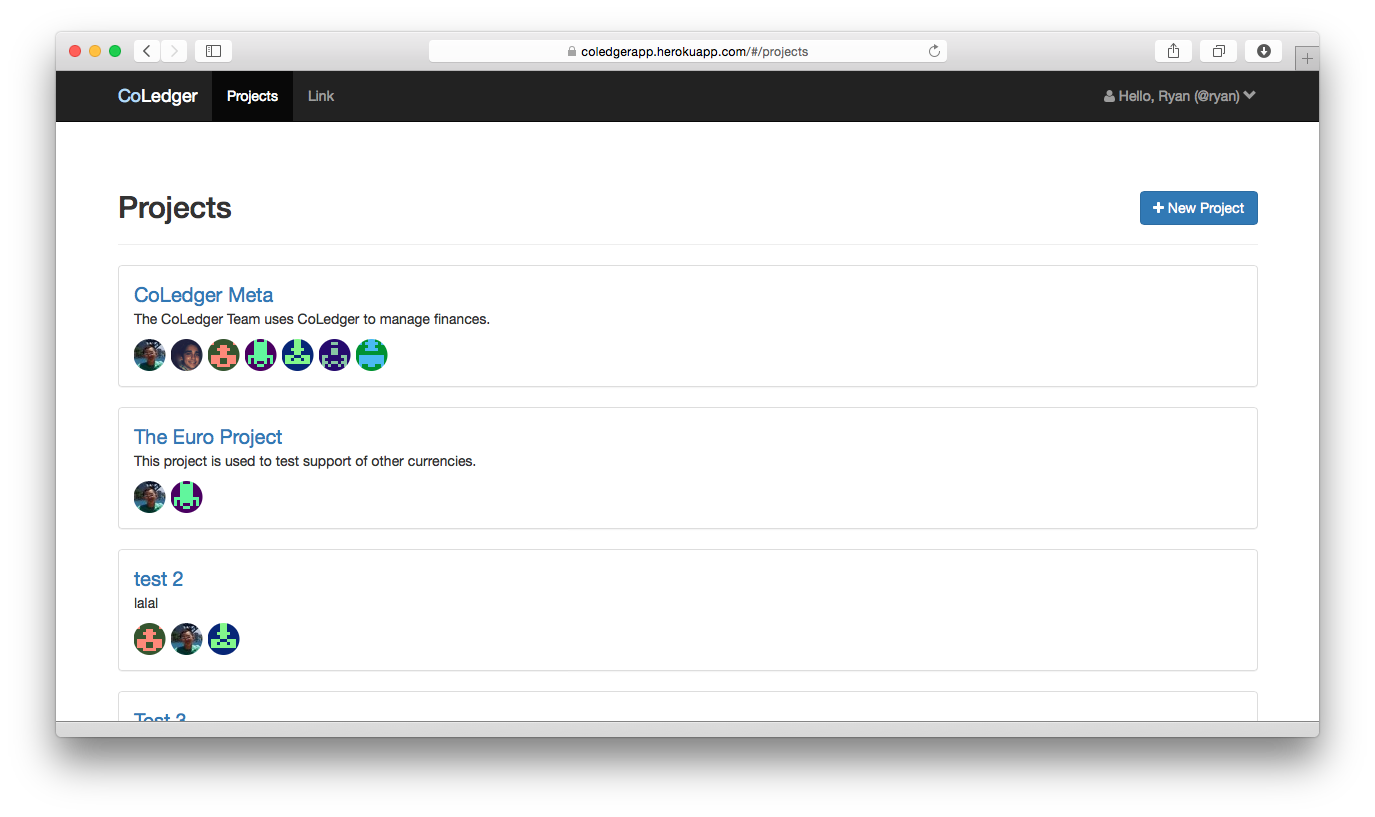 coledgerapp.herokuapp.com/#/projects
CoLedger Projects Link Hello, Ryan (@ryan)
Projects
New Project
CoLedger Meta
The CoLedger Team uses CoLedger to manage finances.
The Euro Project
This project is used to test support of other currencies.
test 2
lalal
Test 3